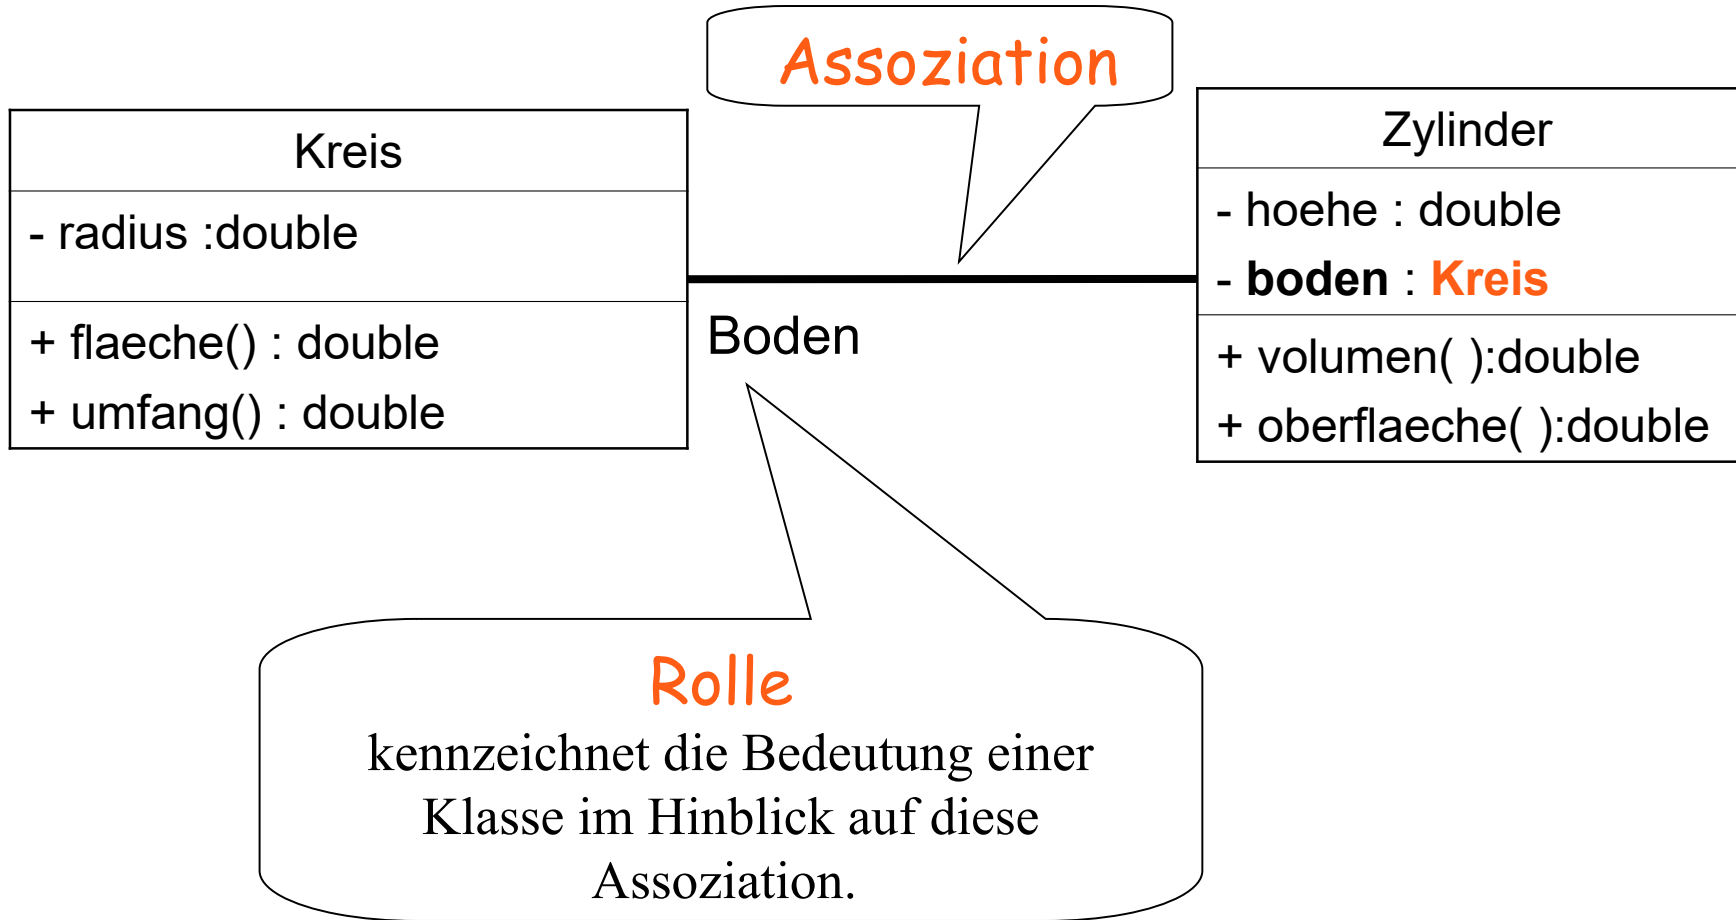 Assoziation
Kreis
- radius :double
+ flaeche() : double
+ umfang() : double
Boden
Zylinder
- hoehe : double
- boden : Kreis
+ volumen( ):double
+ oberflaeche( ):double
Rolle
kennzeichnet die Bedeutung einer
Klasse im Hinblick auf diese
Assoziation.